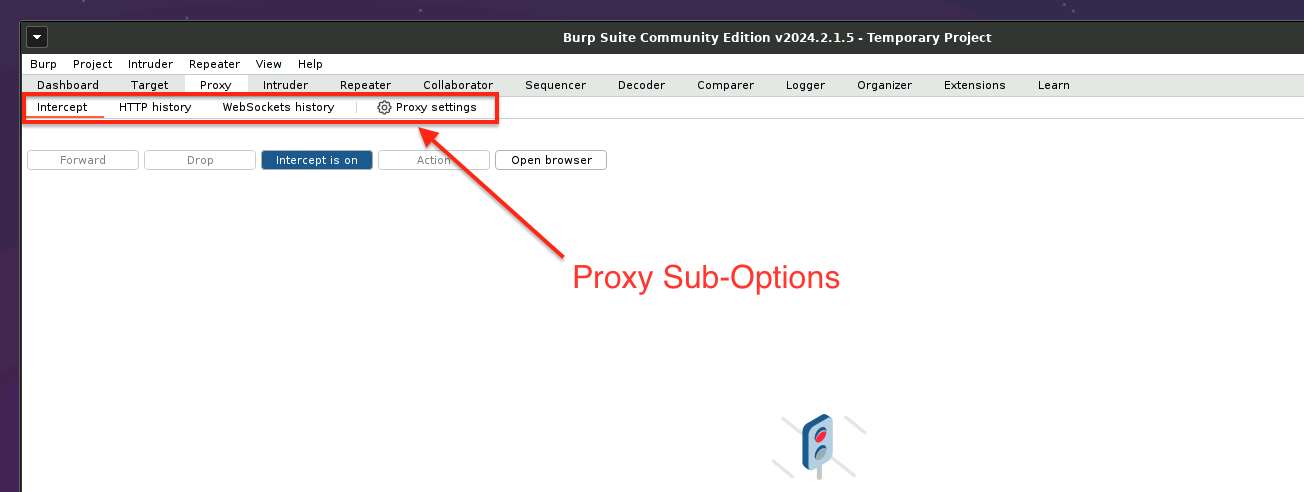 Burp Suite Community Edition v2024.2.1.5 - Temporary Project
Burp Project Intruder Repeater View Help
Dashboard Target Proxy Intruder Repeater Collaborator Sequencer Decoder Comparer Logger Organizer Extensions Learn
Intercept HTTP history WebSockets history Proxy settings
Forward Drop Intercept is on Action Open browser
Proxy Sub-Options